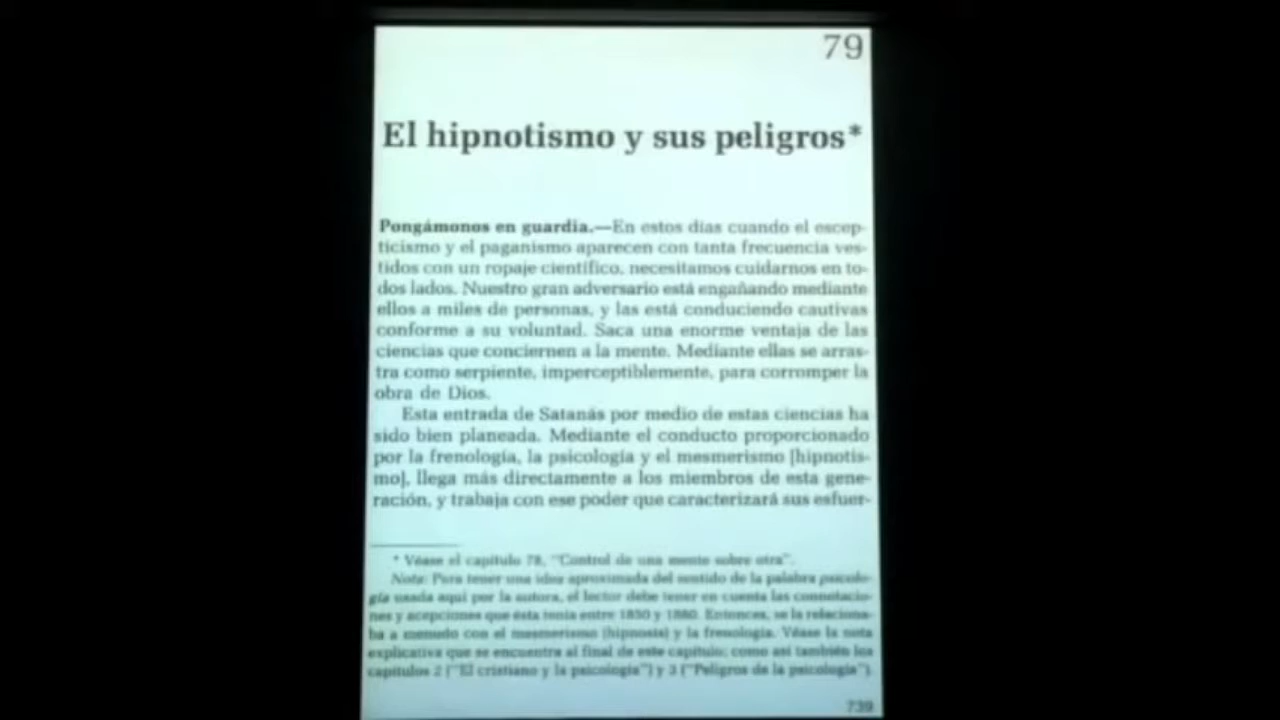 79
El hipnotismo y sus peligros*
Pongámonos en guardia.—En estos días cuando el escep-
ticismo y el paganismo aparecen con tanta frecuencia ves-
tidos con un ropaje científico, necesitamos cuidarnos en to-
dos lados. Nuestro gran adversario está engañando mediante
ellos a miles de personas, y las está conduciendo cautivas
conforme a su voluntad. Saca una enorme ventaja de las
ciencias que conciernen a la mente. Mediante ellas se arras-
tra como serpiente, imperceptiblemente, para corromper la
obra de Dios.
Esta entrada de Satanás por medio de estas ciencias ha
sido bien planeada. Mediante el conducto proporcionado
por la frenología, la psicología y el mesmerismo [hipnotis-
mo], llega más directamente a los miembros de esta gene-
ración, y trabaja con ese poder que caracterizará sus esfuer-
* Véase el capítulo 78, "Control de una mente sobre otra".
Nota: Para tener una idea aproximada del sentido de la palabra psicolo-
gía usada aquí por la autora, el lector debe tener en cuenta las connotacio-
nes y acepciones que ésta tenía entre 1850 y 1880. Entonces, se la relaciona-
ba a menudo con el mesmerismo (hipnosis) y la frenología. Véase la nota
explicativa que se encuentra al final de este capítulo; como así también los
capítulos 2 ("El cristiano y la psicología") y 3 ("Peligros de la psicología").
739